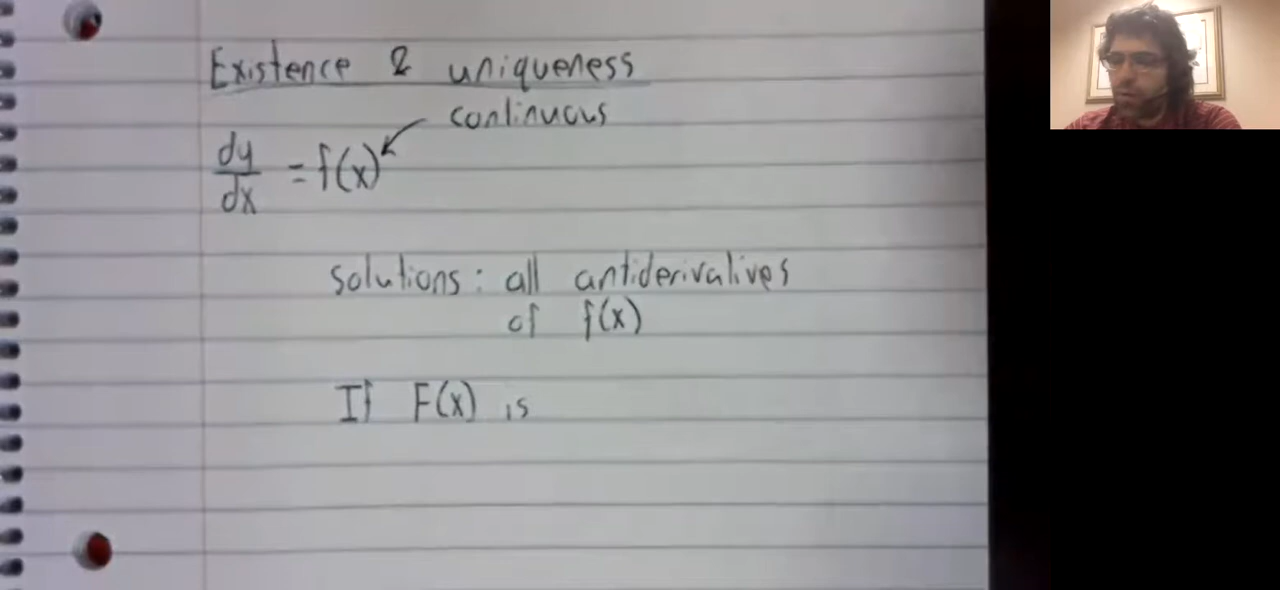 Existence & uniqueness
continuous
dy/dx = f(x)
solutions: all antiderivatives
of f(x)
If F(x) is